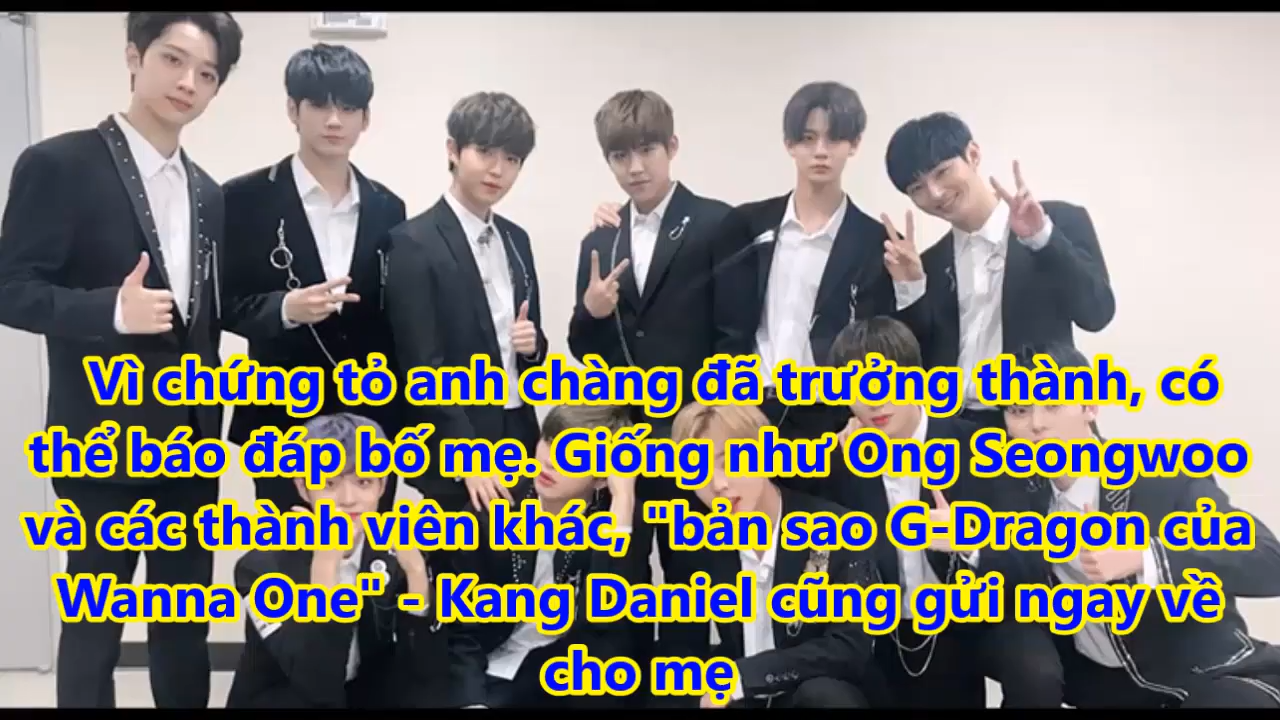 Vì chứng tỏ anh chàng đã trưởng thành, có
thể báo đáp bố mẹ. Giống như Ong Seongwoo
và các thành viên khác, "bản sao G-Dragon của
Wanna One" - Kang Daniel cũng gửi ngay về
cho mẹ